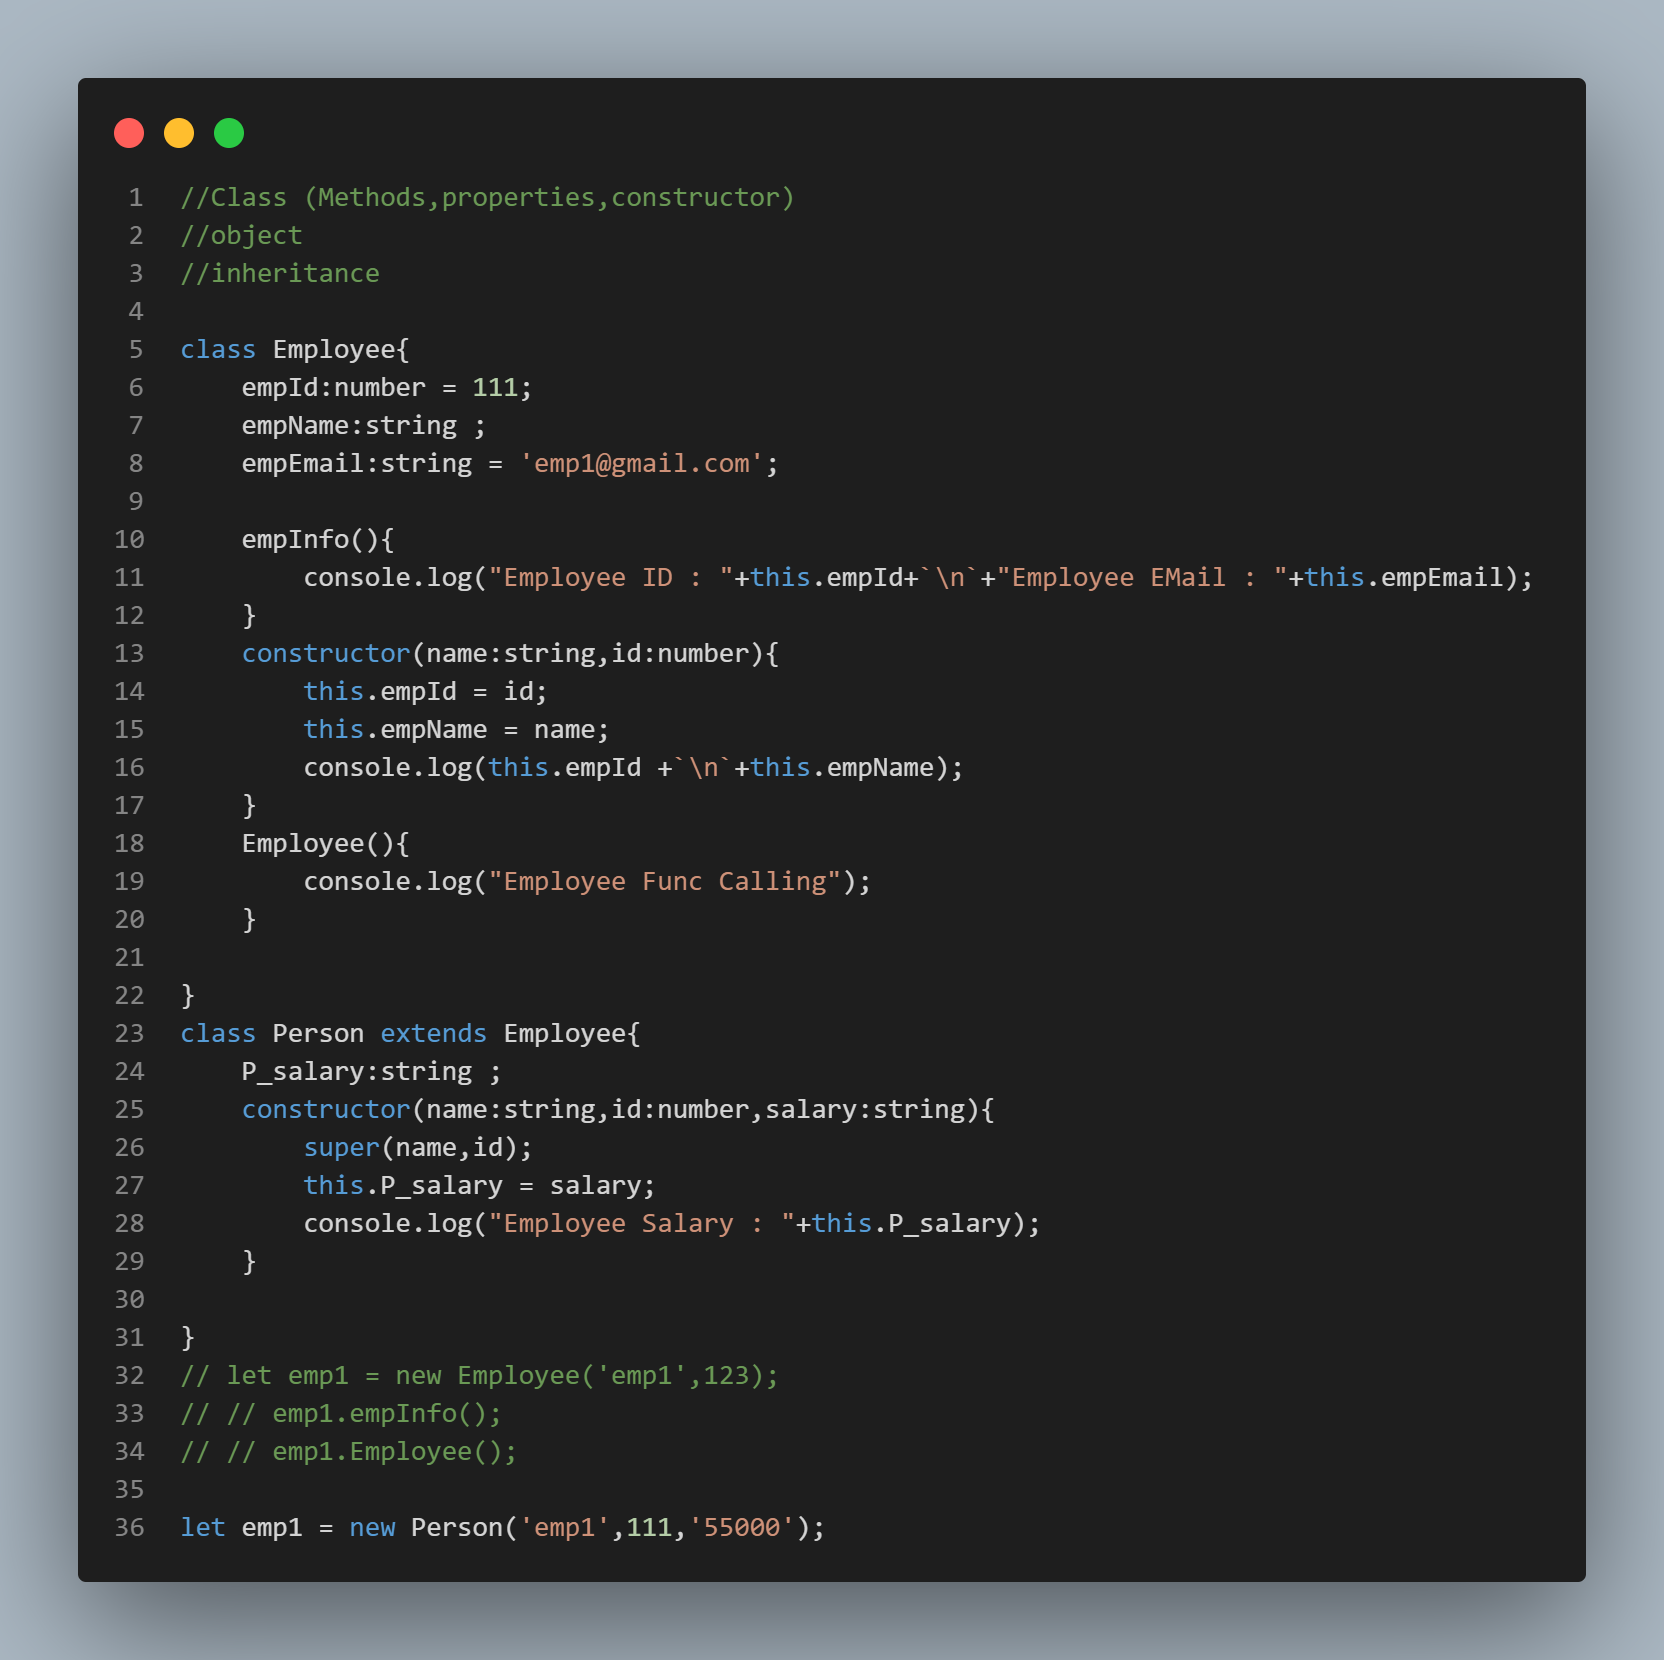 1 //Class (Methods,properties,constructor)
2 //object
3 //inheritance
4
5 class Employee{
6     empId:number = 111;
7     empName:string ;
8     empEmail:string = 'emp1@gmail.com';
9
10     empInfo(){
11         console.log("Employee ID : "+this.empId+`\n`+"Employee EMail : "+this.empEmail);
12     }
13     constructor(name:string,id:number){
14         this.empId = id;
15         this.empName = name;
16         console.log(this.empId +`\n`+this.empName);
17     }
18     Employee(){
19         console.log("Employee Func Calling");
20     }
21
22 }
23 class Person extends Employee{
24     P_salary:string ;
25     constructor(name:string,id:number,salary:string){
26         super(name,id);
27         this.P_salary = salary;
28         console.log("Employee Salary : "+this.P_salary);
29     }
30
31 }
32 // let emp1 = new Employee('emp1',123);
33 // // emp1.empInfo();
34 // // emp1.Employee();
35
36 let emp1 = new Person('emp1',111,'55000');